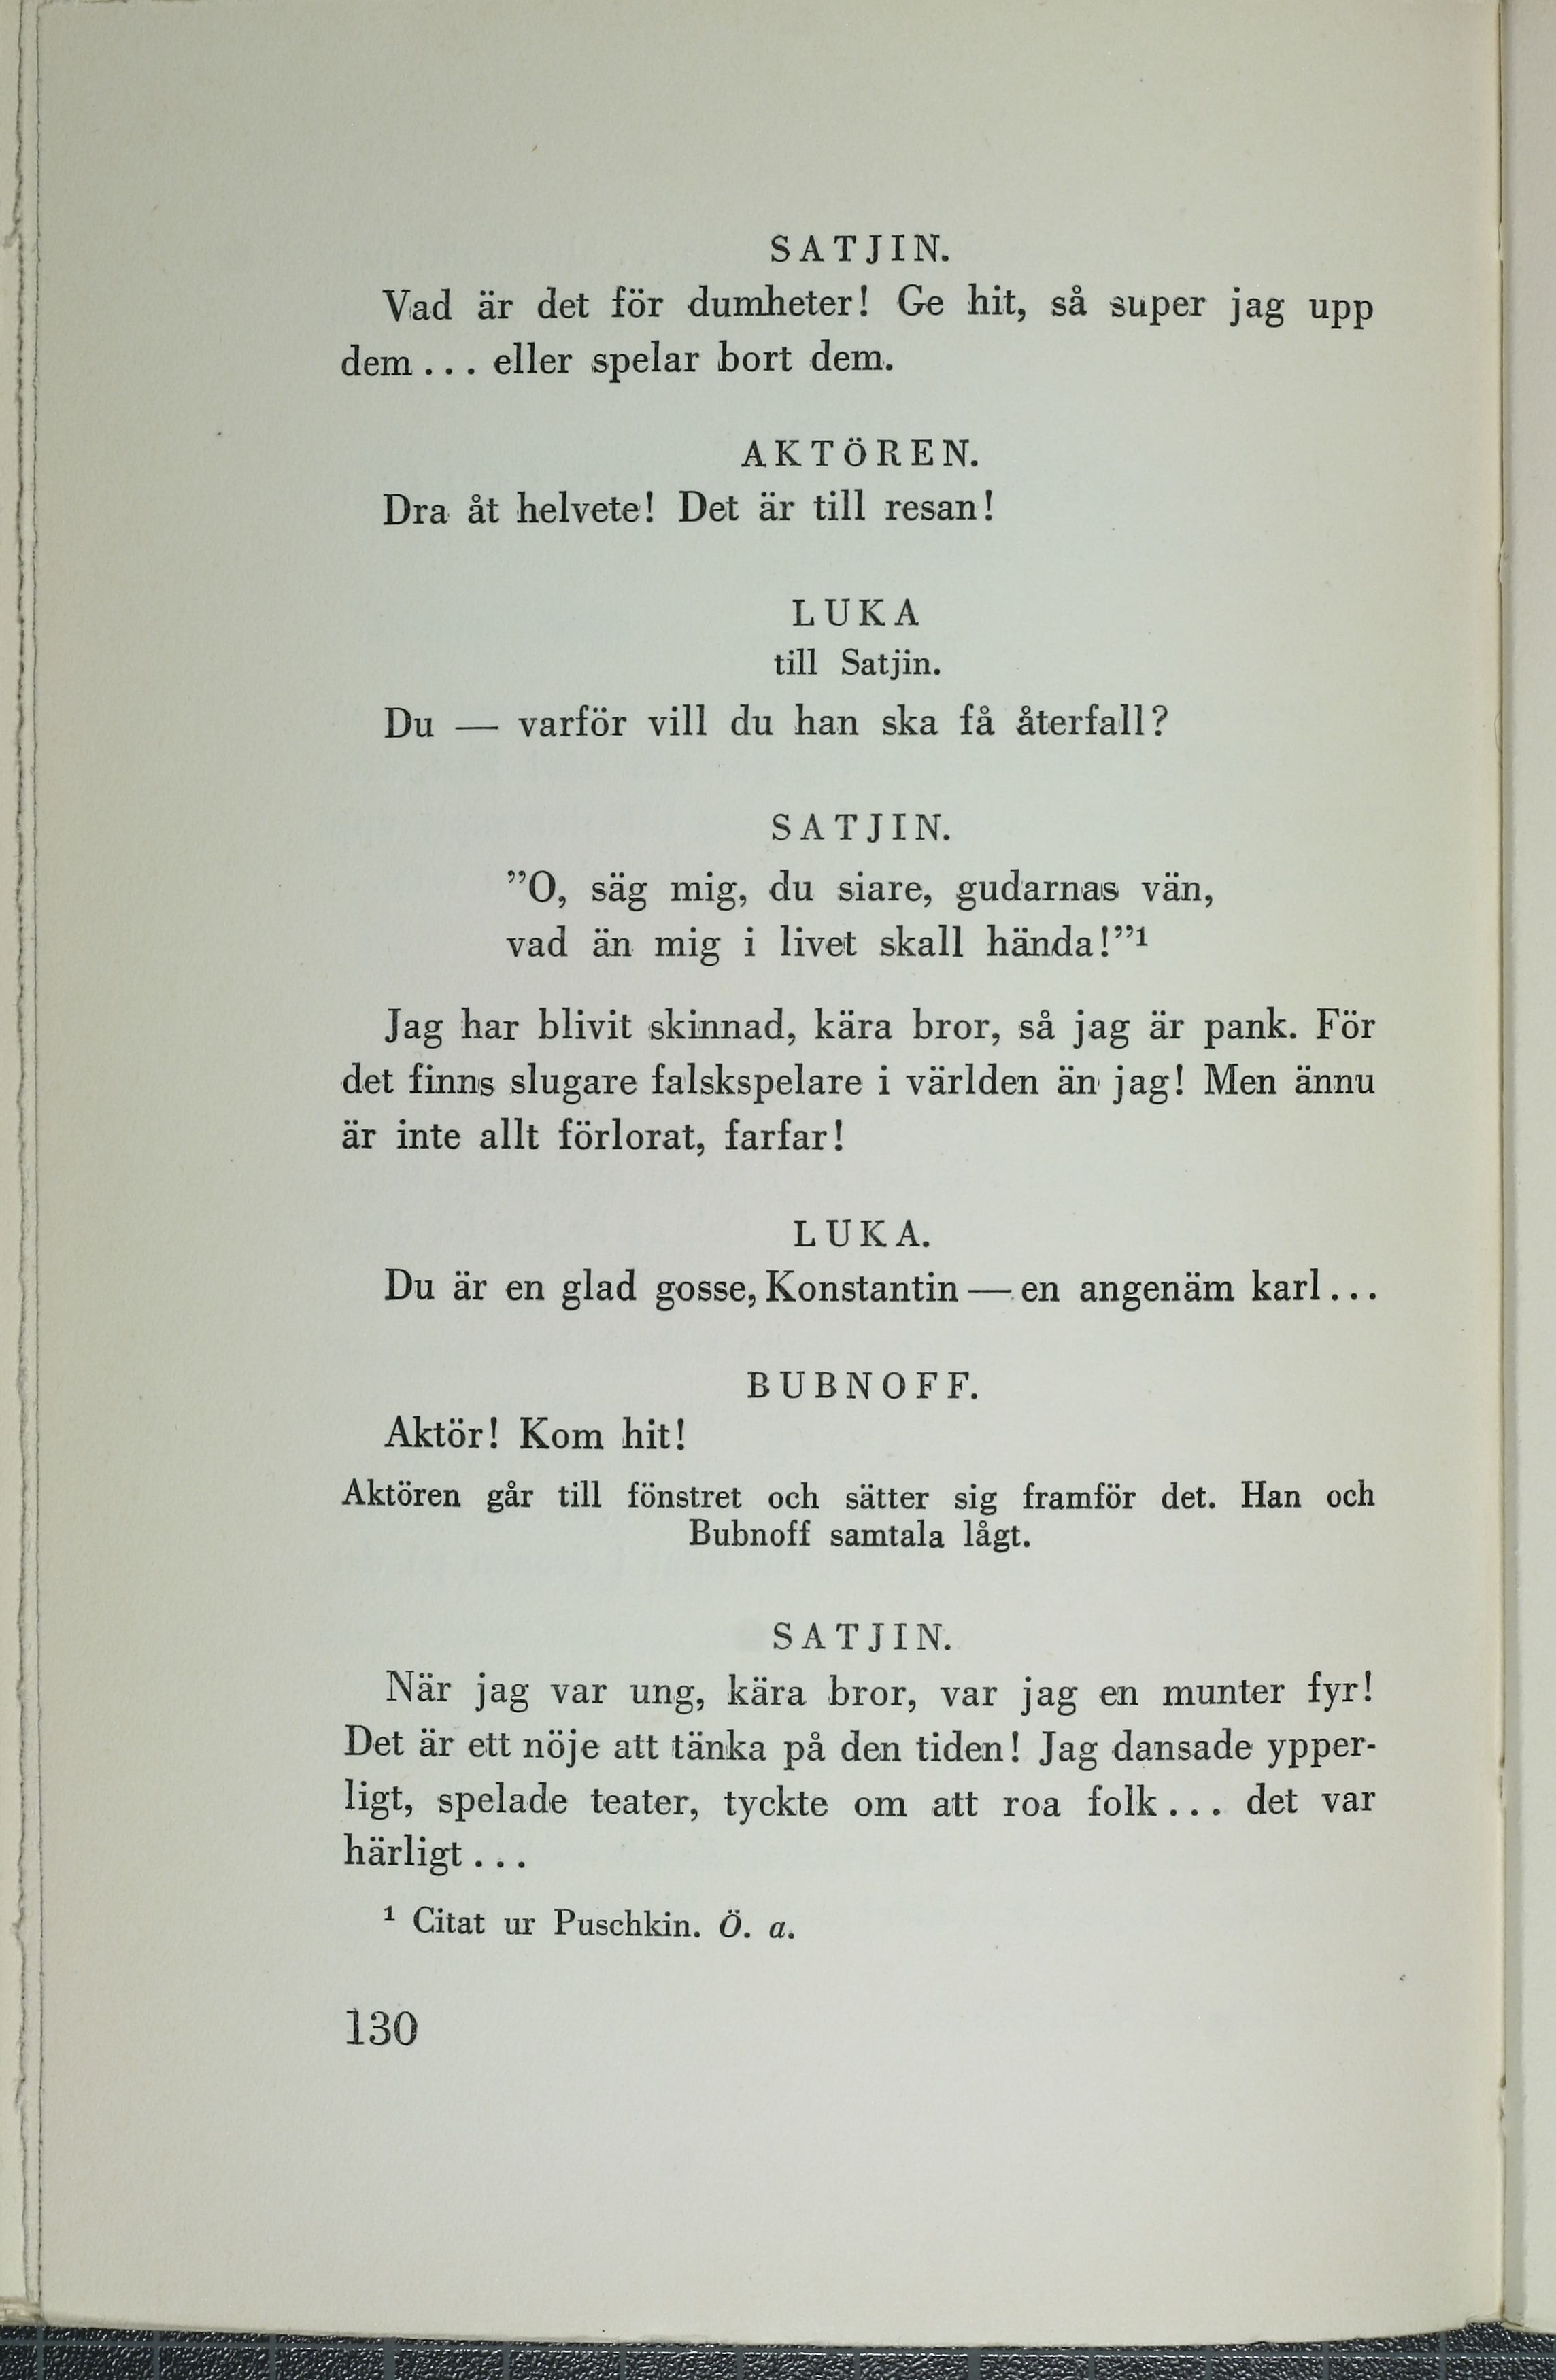 SATJIN.
Vad är det för dumheter! Ge hit, så super jag upp
dem... eller spelar bort dem.
AKTÖREN.
Dra åt helvete! Det är till resan!
LUKA
till Satjin.
Du — varför vill du han ska få återfall?
SATJIN.
”O, säg mig, du siare, gudarnas vän,
vad än mig i livet skall hända!”¹
Jag har blivit skinnad, kära bror, så jag är pank. För
det finns slugare falskspelare i världen än jag! Men ännu
är inte allt förlorat, farfar!
LUKA.
Du är en glad gosse, Konstantin — en angenäm karl...
BUBNOFF.
Aktör! Kom hit!
Aktören går till fönstret och sätter sig framför det. Han och
Bubnoff samtala lågt.
SATJIN.
När jag var ung, kära bror, var jag en munter fyr!
Det är ett nöje att tänka på den tiden! Jag dansade ypper-
ligt, spelade teater, tyckte om att roa folk... det var
härligt...
¹ Citat ur Puschkin. Ö. a.
130